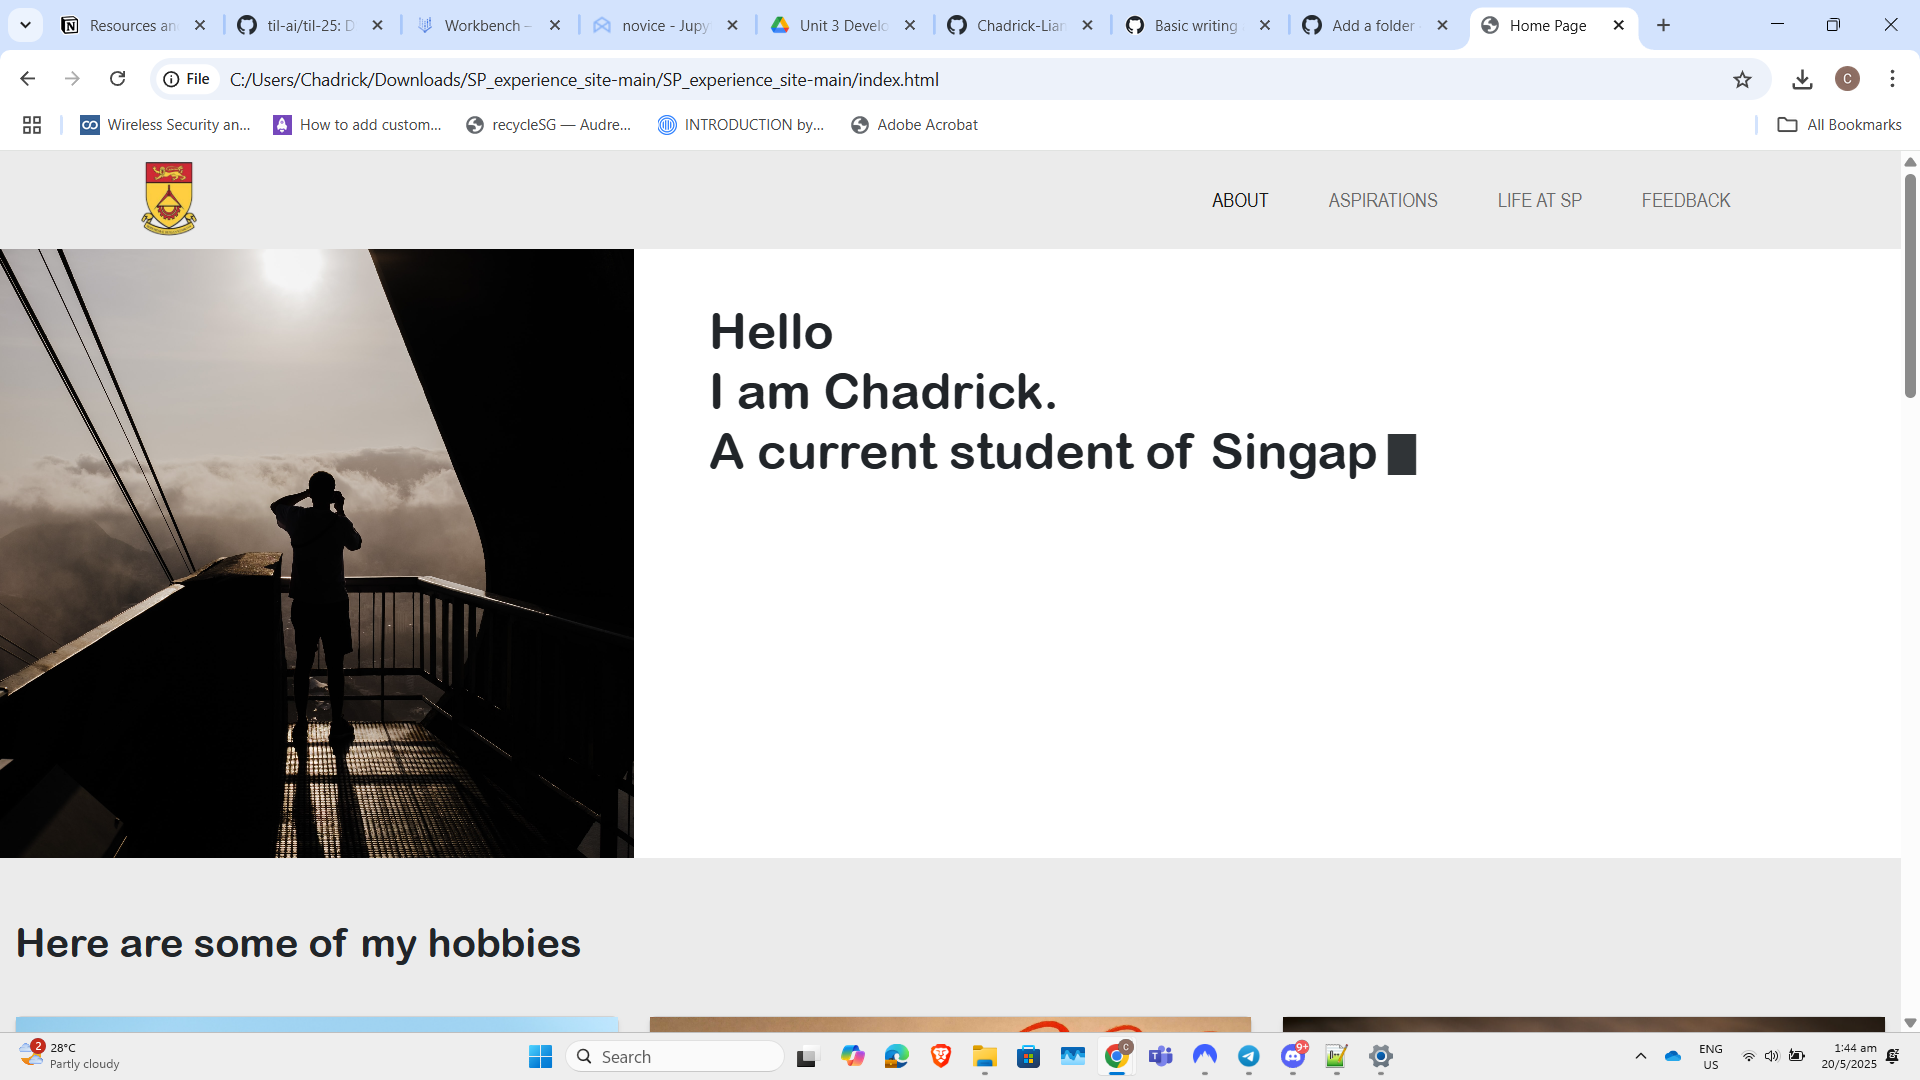 Resources an
til-ai/til-25: D
Workbench –
novice - Jupy
Unit 3 Develo
Chadrick-Lian
Basic writing
Add a folder
Home Page
File
C:/Users/Chadrick/Downloads/SP_experience_site-main/SP_experience_site-main/index.html
C
Wireless Security an...
How to add custom...
recycleSG — Audre...
INTRODUCTION by...
Adobe Acrobat
All Bookmarks
ABOUT
ASPIRATIONS
LIFE AT SP
FEEDBACK
Hello
I am Chadrick.
A current student of Singap
Here are some of my hobbies
2
28°C
Partly cloudy
Search
C
9+
ENG
US
1:44 am
20/5/2025